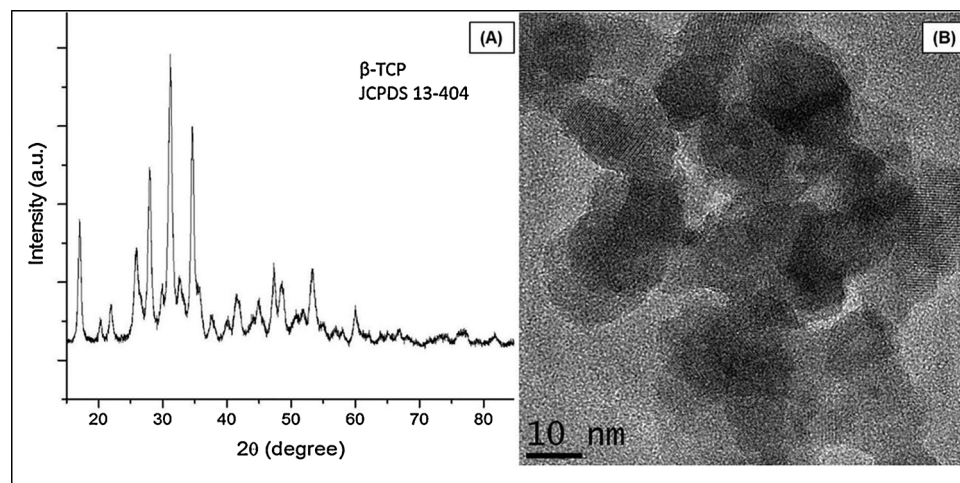 (A)
β-TCP
JCPDS 13-404
Intensity (a.u.)
20 30 40 50 60 70 80
2θ (degree)
(B)
10 nm